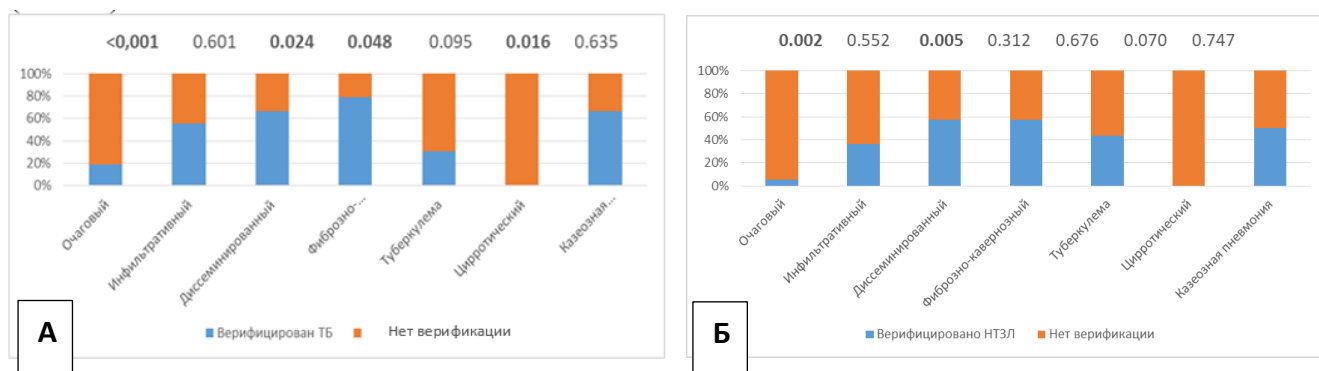 <0,001 0.601 0.024 0.048 0.095 0.016 0.635
100%
80%
60%
40%
20%
0%
Очаговый
Инфильтративный
Диссеминированный
Фиброзно-...
Туберкулема
Цирротический
Казеозная...
Верифицирован ТБ Нет верификации
А
0.002 0.552 0.005 0.312 0.676 0.070 0.747
100%
80%
60%
40%
20%
0%
Очаговый
Инфильтративный
Диссеминированный
Фиброзно-кавернозный
Туберкулема
Цирротический
Казеозная пневмония
Верифицировано НТЗЛ Нет верификации
Б